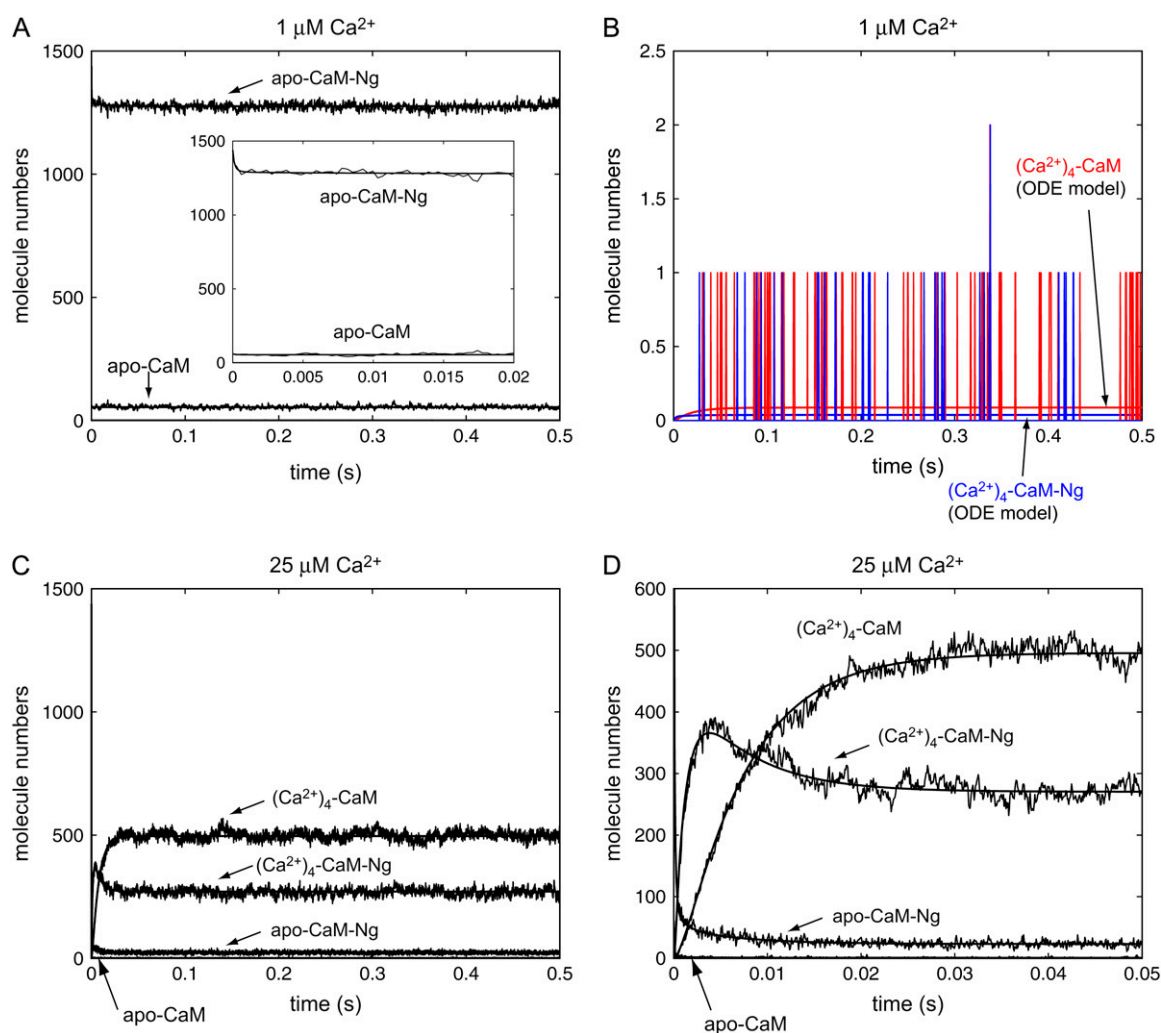 A
1 μM Ca²⁺
1500
1000
500
0
molecule numbers
apo-CaM-Ng
apo-CaM
1500
1000
500
0
apo-CaM-Ng
apo-CaM
0 0.005 0.01 0.015 0.02
0 0.1 0.2 0.3 0.4 0.5
time (s)
B
1 μM Ca²⁺
2.5
2
1.5
1
0.5
0
molecule numbers
(Ca²⁺)₄-CaM
(ODE model)
0 0.1 0.2 0.3 0.4 0.5
time (s)
(Ca²⁺)₄-CaM-Ng
(ODE model)
C
25 μM Ca²⁺
1500
1000
500
0
molecule numbers
(Ca²⁺)₄-CaM
(Ca²⁺)₄-CaM-Ng
apo-CaM-Ng
0 0.1 0.2 0.3 0.4 0.5
apo-CaM
time (s)
D
25 μM Ca²⁺
600
500
400
300
200
100
0
molecule numbers
(Ca²⁺)₄-CaM
(Ca²⁺)₄-CaM-Ng
apo-CaM-Ng
0 0.01 0.02 0.03 0.04 0.05
apo-CaM
time (s)